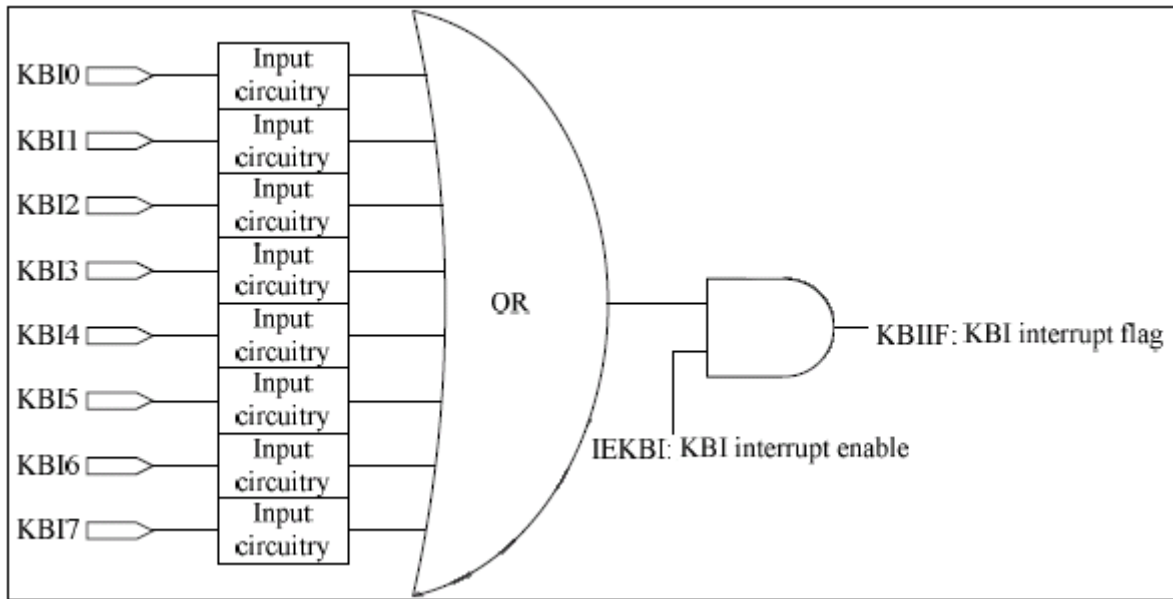 KBI0
Input
circuitry
KBI1
Input
circuitry
KBI2
Input
circuitry
KBI3
Input
circuitry
KBI4
Input
circuitry
KBI5
Input
circuitry
KBI6
Input
circuitry
KBI7
Input
circuitry
OR
KBIIF: KBI interrupt flag
IEKBI: KBI interrupt enable